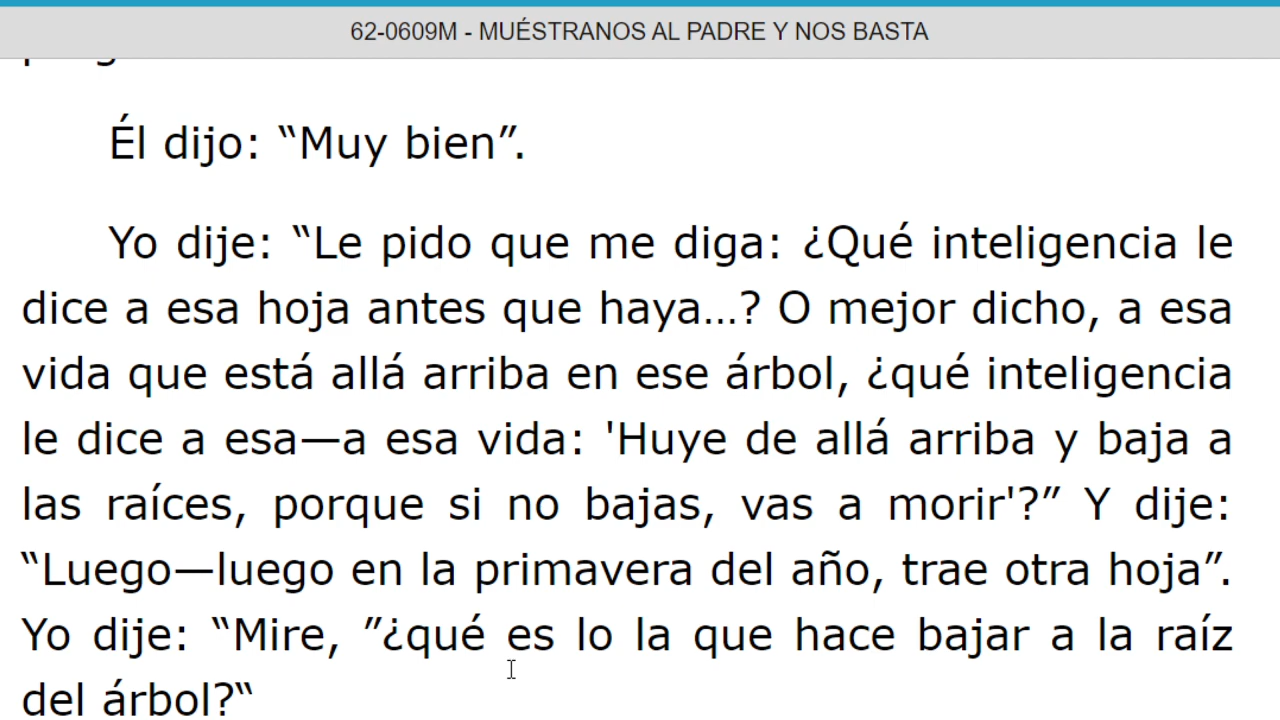 62-0609M - MUÉSTRANOS AL PADRE Y NOS BASTA
Él dijo: “Muy bien”.
Yo dije: “Le pido que me diga: ¿Qué inteligencia le
dice a esa hoja antes que haya...? O mejor dicho, a esa
vida que está allá arriba en ese árbol, ¿qué inteligencia
le dice a esa—a esa vida: 'Huye de allá arriba y baja a
las raíces, porque si no bajas, vas a morir'?” Y dije:
“Luego—luego en la primavera del año, trae otra hoja”.
Yo dije: “Mire, ”¿qué es lo la que hace bajar a la raíz
del árbol?“